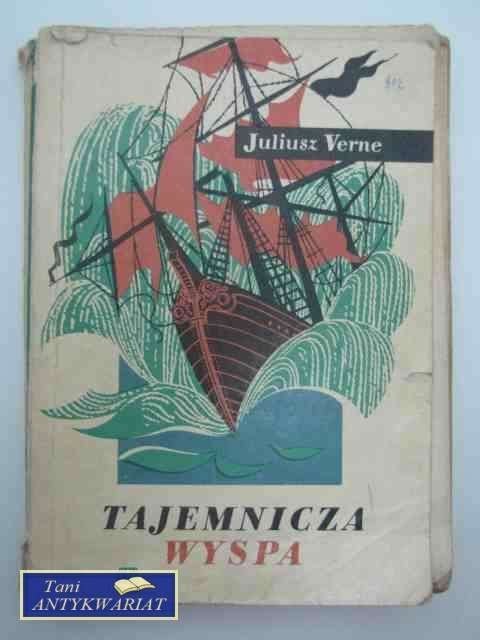 Juliusz Verne
TAJEMNICZA
WYSPA
Tani
ANTYKWARIAT